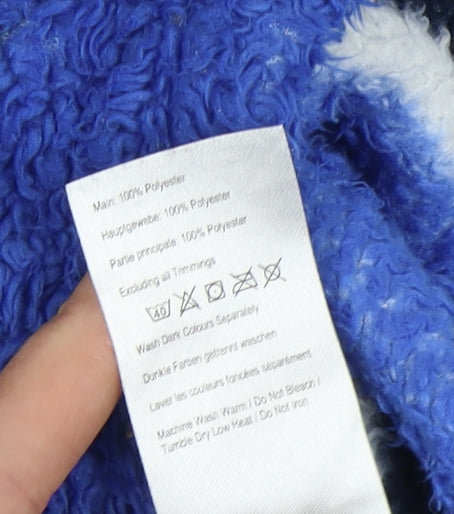 Main: 100% Polyester
Hauptgewebe: 100% Polyester
Partie principale: 100% Polyester
Excluding all Trimmings
40
Wash Dark Colours Separately
Dunkle Farben getrennt waschen
Laver les couleurs foncées séparément
Machine Wash Warm / Do Not Bleach /
Tumble Dry Low Heat / Do Not Iron